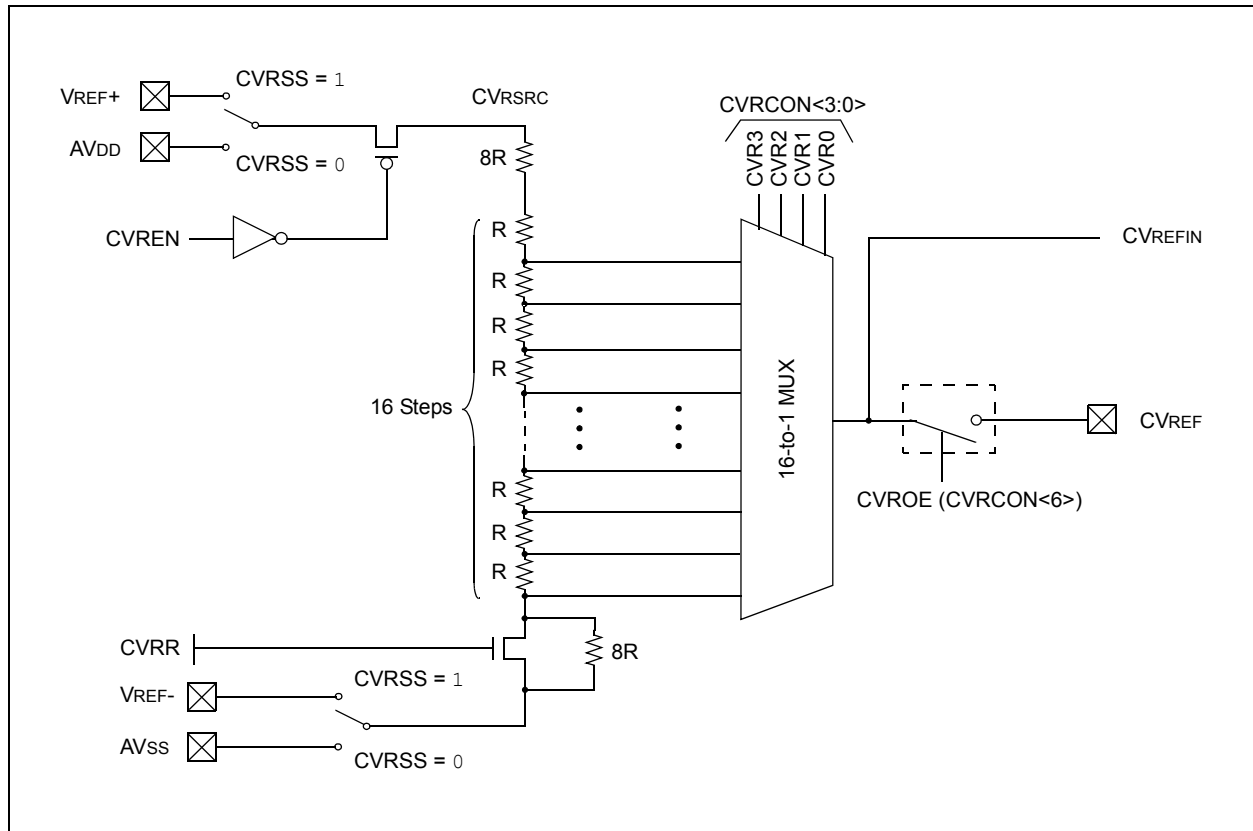 VREF+
CVRSS = 1
CVRSRC
CVRCON<3:0>
CVR3
CVR2
CVR1
CVR0
AVDD
CVRSS = 0
8R
CVREN
R
CVREFIN
R
R
R
16 Steps
16-to-1 MUX
CVREF
R
CVROE (CVRCON<6>)
R
R
CVRR
8R
CVRSS = 1
VREF-
AVSS
CVRSS = 0